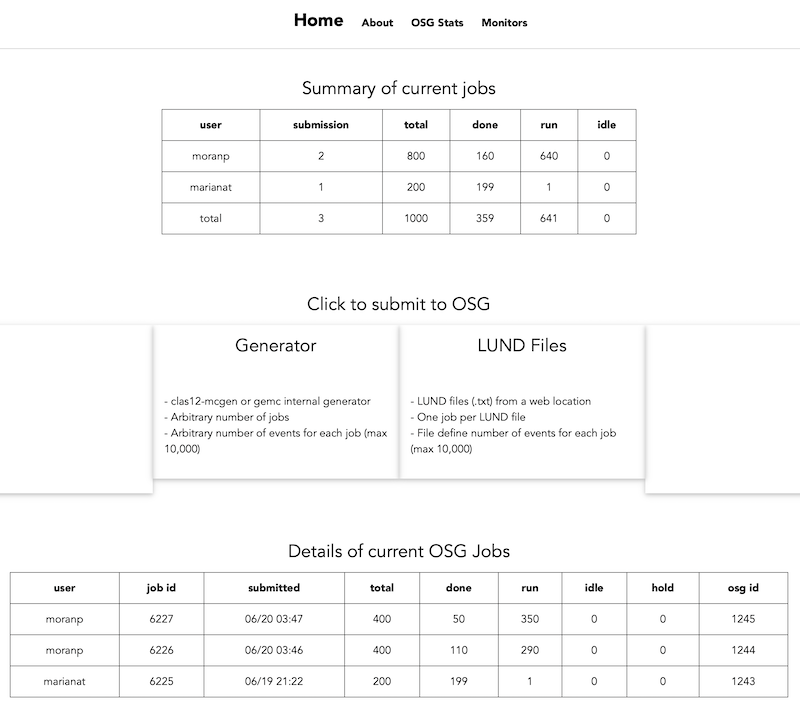 Home About OSG Stats Monitors
Summary of current jobs
user submission total done run idle
moranp 2 800 160 640 0
marianat 1 200 199 1 0
total 3 1000 359 641 0
Click to submit to OSG
Generator
- clas12-mcgen or gemc internal generator
- Arbitrary number of jobs
- Arbitrary number of events for each job (max
10,000)
LUND Files
- LUND files (.txt) from a web location
- One job per LUND file
- File define number of events for each job
(max 10,000)
Details of current OSG Jobs
user job id submitted total done run idle hold osg id
moranp 6227 06/20 03:47 400 50 350 0 0 1245
moranp 6226 06/20 03:46 400 110 290 0 0 1244
marianat 6225 06/19 21:22 200 199 1 0 0 1243